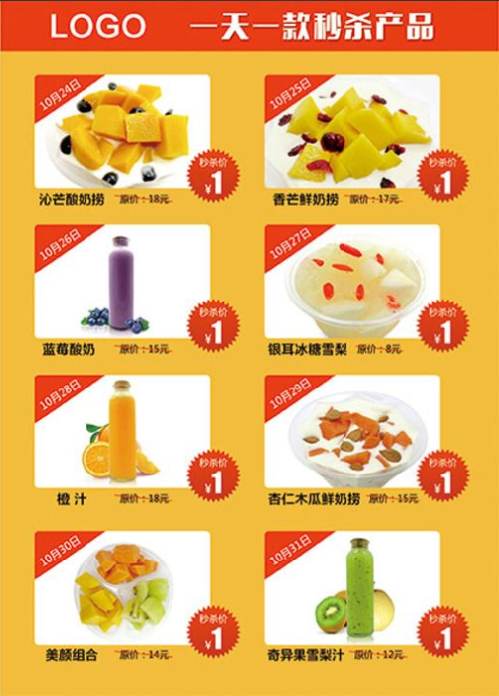 LOGO 一天一款秒杀产品
10月24日
秒杀价
¥1
沁芒酸奶捞 原价：18元
10月25日
秒杀价
¥1
香芒鲜奶捞 原价：17元
10月26日
秒杀价
¥1
蓝莓酸奶 原价：15元
10月27日
秒杀价
¥1
银耳冰糖雪梨 原价：8元
10月28日
秒杀价
¥1
橙汁 原价：18元
10月29日
秒杀价
¥1
杏仁木瓜鲜奶捞 原价：15元
10月30日
秒杀价
¥1
美颜组合 原价：14元
10月31日
秒杀价
¥1
奇异果雪梨汁 原价：12元